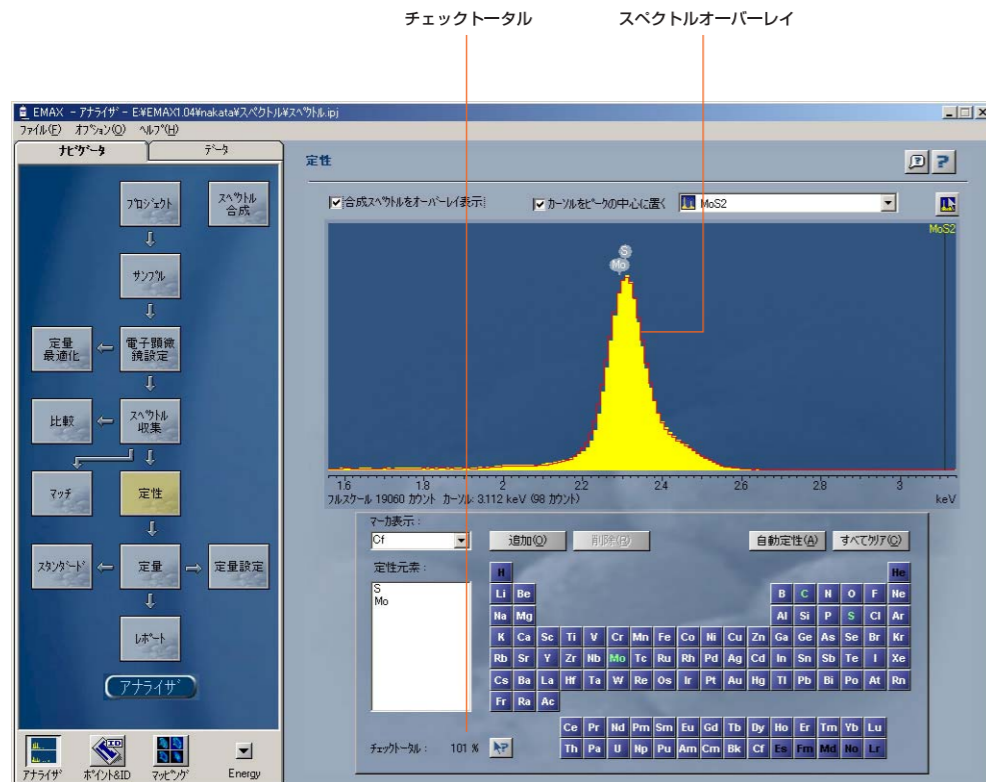 チェックトータル
スペクトルオーバーレイ
EMAX - アナライザ - E:¥EMAX1.04¥nakata¥スペクトル¥スペクトル.ipj
ファイル(F) オプション(O) ヘルプ(H)
ナビゲータ
データ
プロジェクト
スペクトル
合成
サンプル
定量
最適化
電子顕微
鏡設定
比較
スペクトル
収集
マッチ
定性
スタンダード
定量
定量設定
レポート
アナライザ
アナライザ
ポイント&ID
マッピング
Energy
定性
合成スペクトルをオーバーレイ表示
カーソルをピークの中心に置く
MoS2
MoS2
S
Mo
1.6 1.8 2 2.2 2.4 2.6 2.8 3
フルスケール 19060 カウント カーソル: 3.112 keV (98 カウント)
keV
マーカ表示:
Cf
追加(O)
削除(R)
自動定性(A)
すべてクリア(C)
定性元素:
S
Mo
H He
Li Be B C N O F Ne
Na Mg Al Si P S Cl Ar
K Ca Sc Ti V Cr Mn Fe Co Ni Cu Zn Ga Ge As Se Br Kr
Rb Sr Y Zr Nb Mo Tc Ru Rh Pd Ag Cd In Sn Sb Te I Xe
Cs Ba La Hf Ta W Re Os Ir Pt Au Hg Tl Pb Bi Po At Rn
Fr Ra Ac
Ce Pr Nd Pm Sm Eu Gd Tb Dy Ho Er Tm Yb Lu
Th Pa U Np Pu Am Cm Bk Cf Es Fm Md No Lr
チェックトータル: 101 %